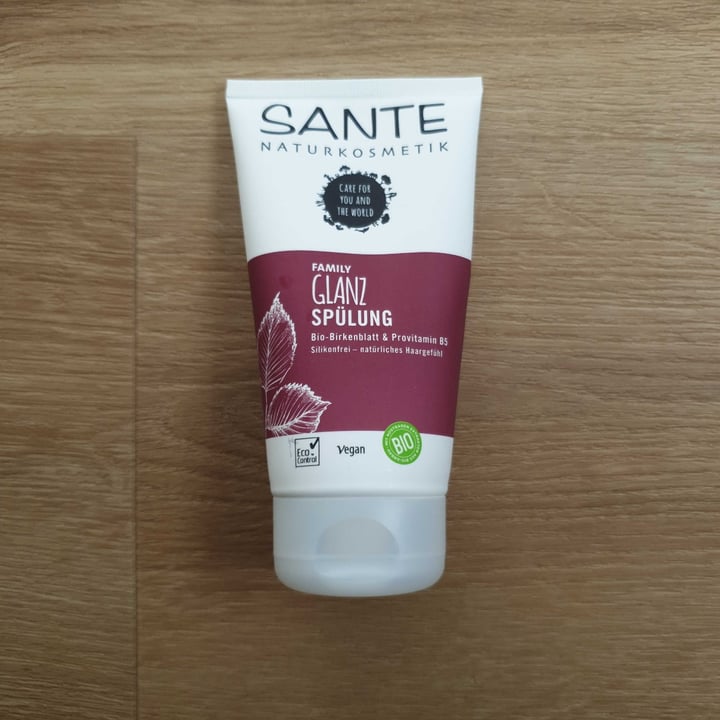 SANTE
NATURKOSMETIK
CARE FOR
YOU AND
THE WORLD
FAMILY
GLANZ
SPÜLUNG
Bio-Birkenblatt & Provitamin B5
Silikonfrei – natürliches Haargefühl
Eco
Control
Vegan
BIO